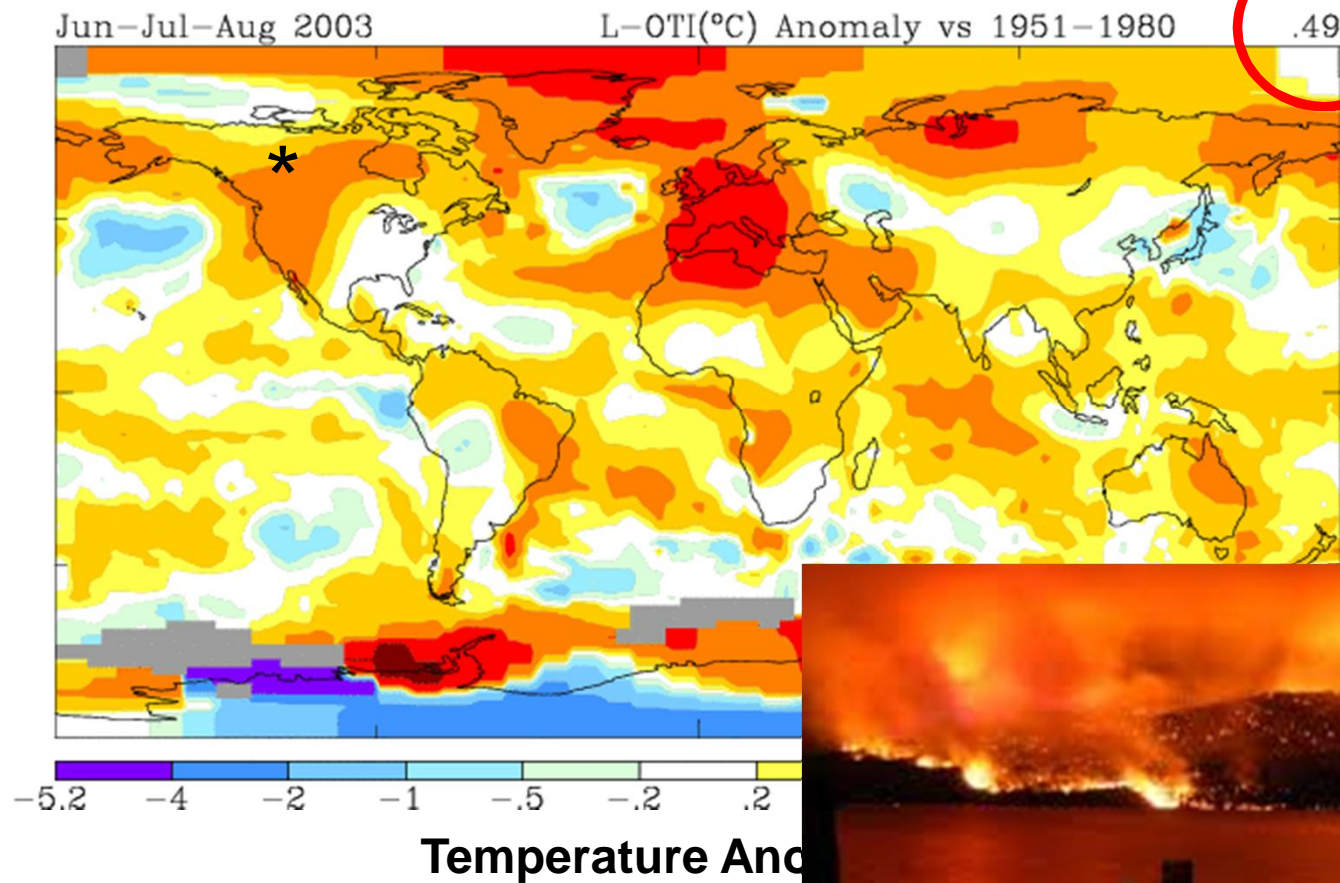 Jun-Jul-Aug 2003 L-OTI(°C) Anomaly vs 1951-1980 .49
*
-5.2 -4 -2 -1 -.5 -.2 .2
Temperature Ano